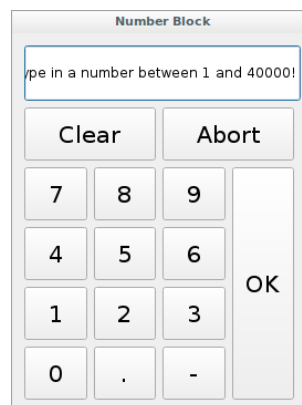 Number Block
ype in a number between 1 and 40000!
Clear Abort
7 8 9
4 5 6
OK
1 2 3
0 . -